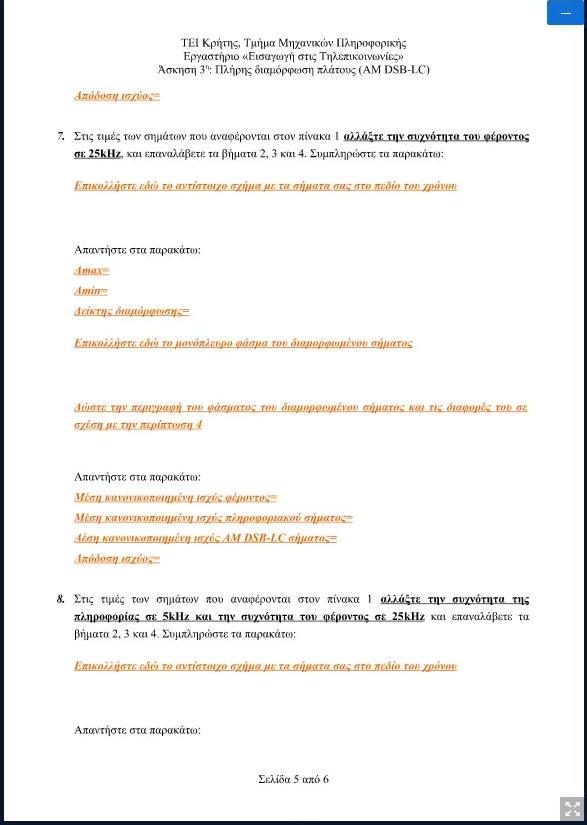 ΤΕΙ Κρήτης, Τμήμα Μηχανικών Πληροφορικής
Εργαστήριο «Εισαγωγή στις Τηλεπικοινωνίες»
Άσκηση 3η: Πλήρης διαμόρφωση πλάτους (AM DSB-LC)
Απόδοση ισχύος=
7. Στις τιμές των σημάτων που αναφέρονται στον πίνακα 1 αλλάξτε την συχνότητα του φέροντος
σε 25kHz, και επαναλάβετε τα βήματα 2, 3 και 4. Συμπληρώστε τα παρακάτω:
Επικολλήστε εδώ το αντίστοιχο σχήμα με τα σήματα σας στο πεδίο του χρόνου
Απαντήστε στα παρακάτω:
Amax=
Amin=
Δείκτης διαμόρφωσης=
Επικολλήστε εδώ το μονόπλευρο φάσμα του διαμορφωμένου σήματος
Δώστε την περιγραφή του φάσματος του διαμορφωμένου σήματος και τις διαφορές του σε
σχέση με την περίπτωση 4
Απαντήστε στα παρακάτω:
Μέση κανονικοποιημένη ισχύς φέροντος=
Μέση κανονικοποιημένη ισχύς πληροφοριακού σήματος=
Λέση κανονικοποιημένη ισχύς AM DSB-LC σήματος=
Απόδοση ισχύος=
8. Στις τιμές των σημάτων που αναφέρονται στον πίνακα 1 αλλάξτε την συχνότητα της
πληροφορίας σε 5kHz και την συχνότητα του φέροντος σε 25kHz και επαναλάβετε τα
βήματα 2, 3 και 4. Συμπληρώστε τα παρακάτω:
Επικολλήστε εδώ το αντίστοιχο σχήμα με τα σήματα σας στο πεδίο του χρόνου
Απαντήστε στα παρακάτω:
Σελίδα 5 από 6